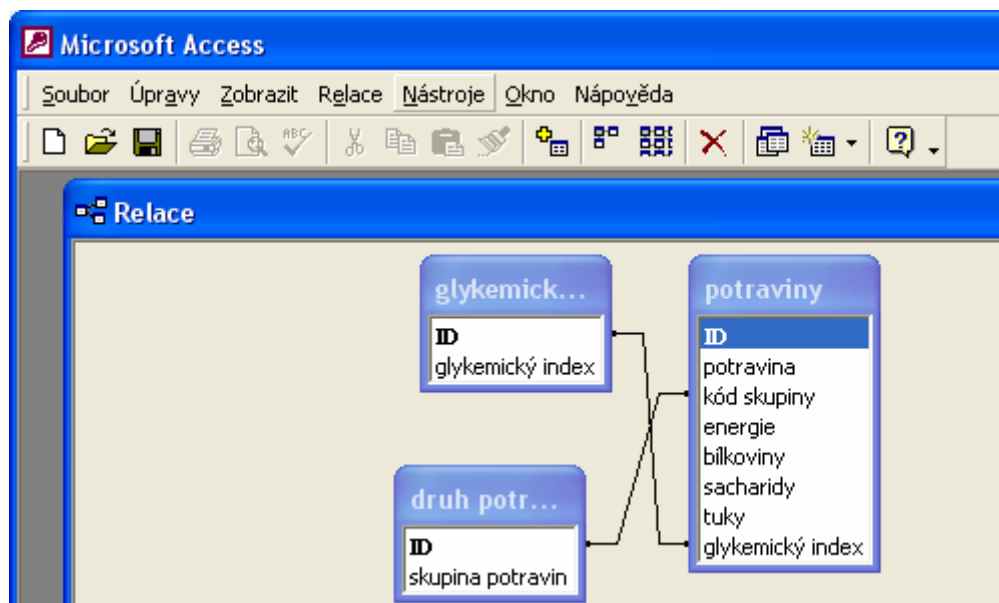 Microsoft Access
Soubor Úpravy Zobrazit Relace Nástroje Okno Nápověda
ABC
Relace
glykemick...
ID
glykemický index
potraviny
ID
potravina
kód skupiny
energie
bílkoviny
sacharidy
tuky
glykemický index
druh potr...
ID
skupina potravin